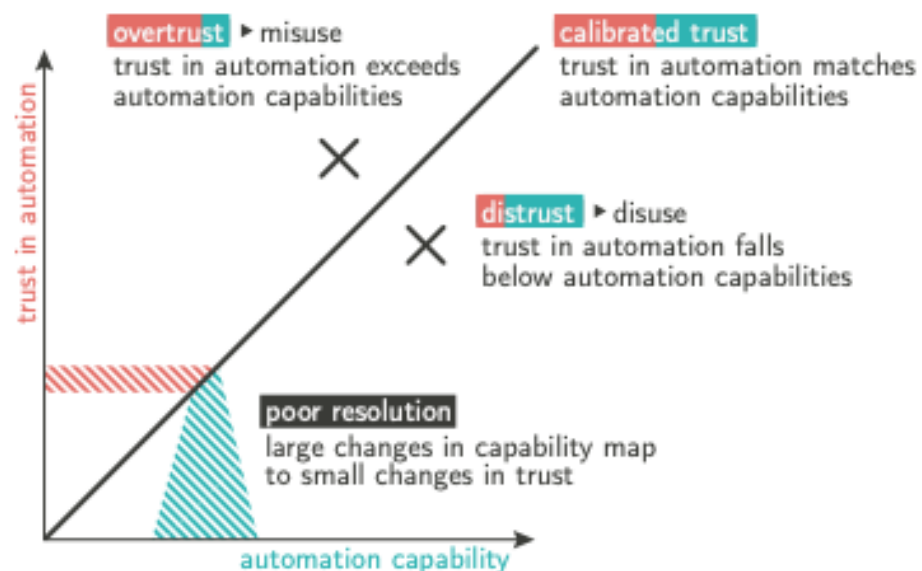 overtrust ▸ misuse
trust in automation exceeds
automation capabilities
calibrated trust
trust in automation matches
automation capabilities
trust in automation
distrust ▸ disuse
trust in automation falls
below automation capabilities
poor resolution
large changes in capability map
to small changes in trust
automation capability